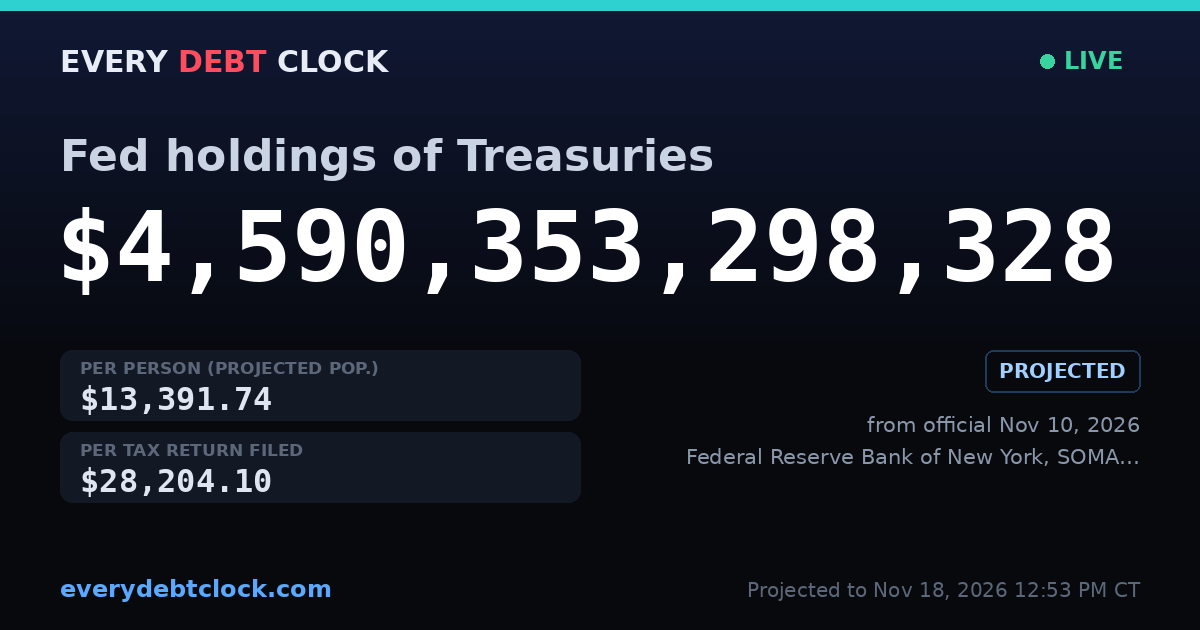 EVERY DEBT CLOCK
LIVE
Fed holdings of Treasuries
$4,590,353,298,328
PER PERSON (PROJECTED POP.)
$13,391.74
PER TAX RETURN FILED
$28,204.10
PROJECTED
from official Nov 10, 2026
Federal Reserve Bank of New York, SOMA...
everydebtclock.com
Projected to Nov 18, 2026 12:53 PM CT